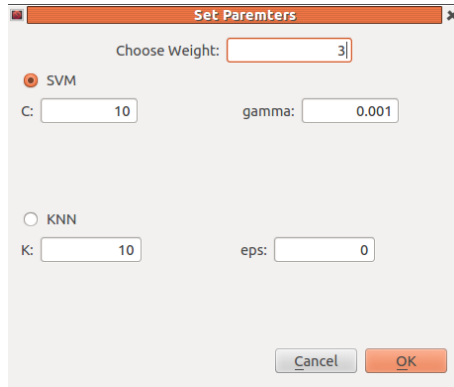 Set Paremters
Choose Weight: 3
SVM
C: 10 gamma: 0.001
KNN
K: 10 eps: 0
Cancel OK